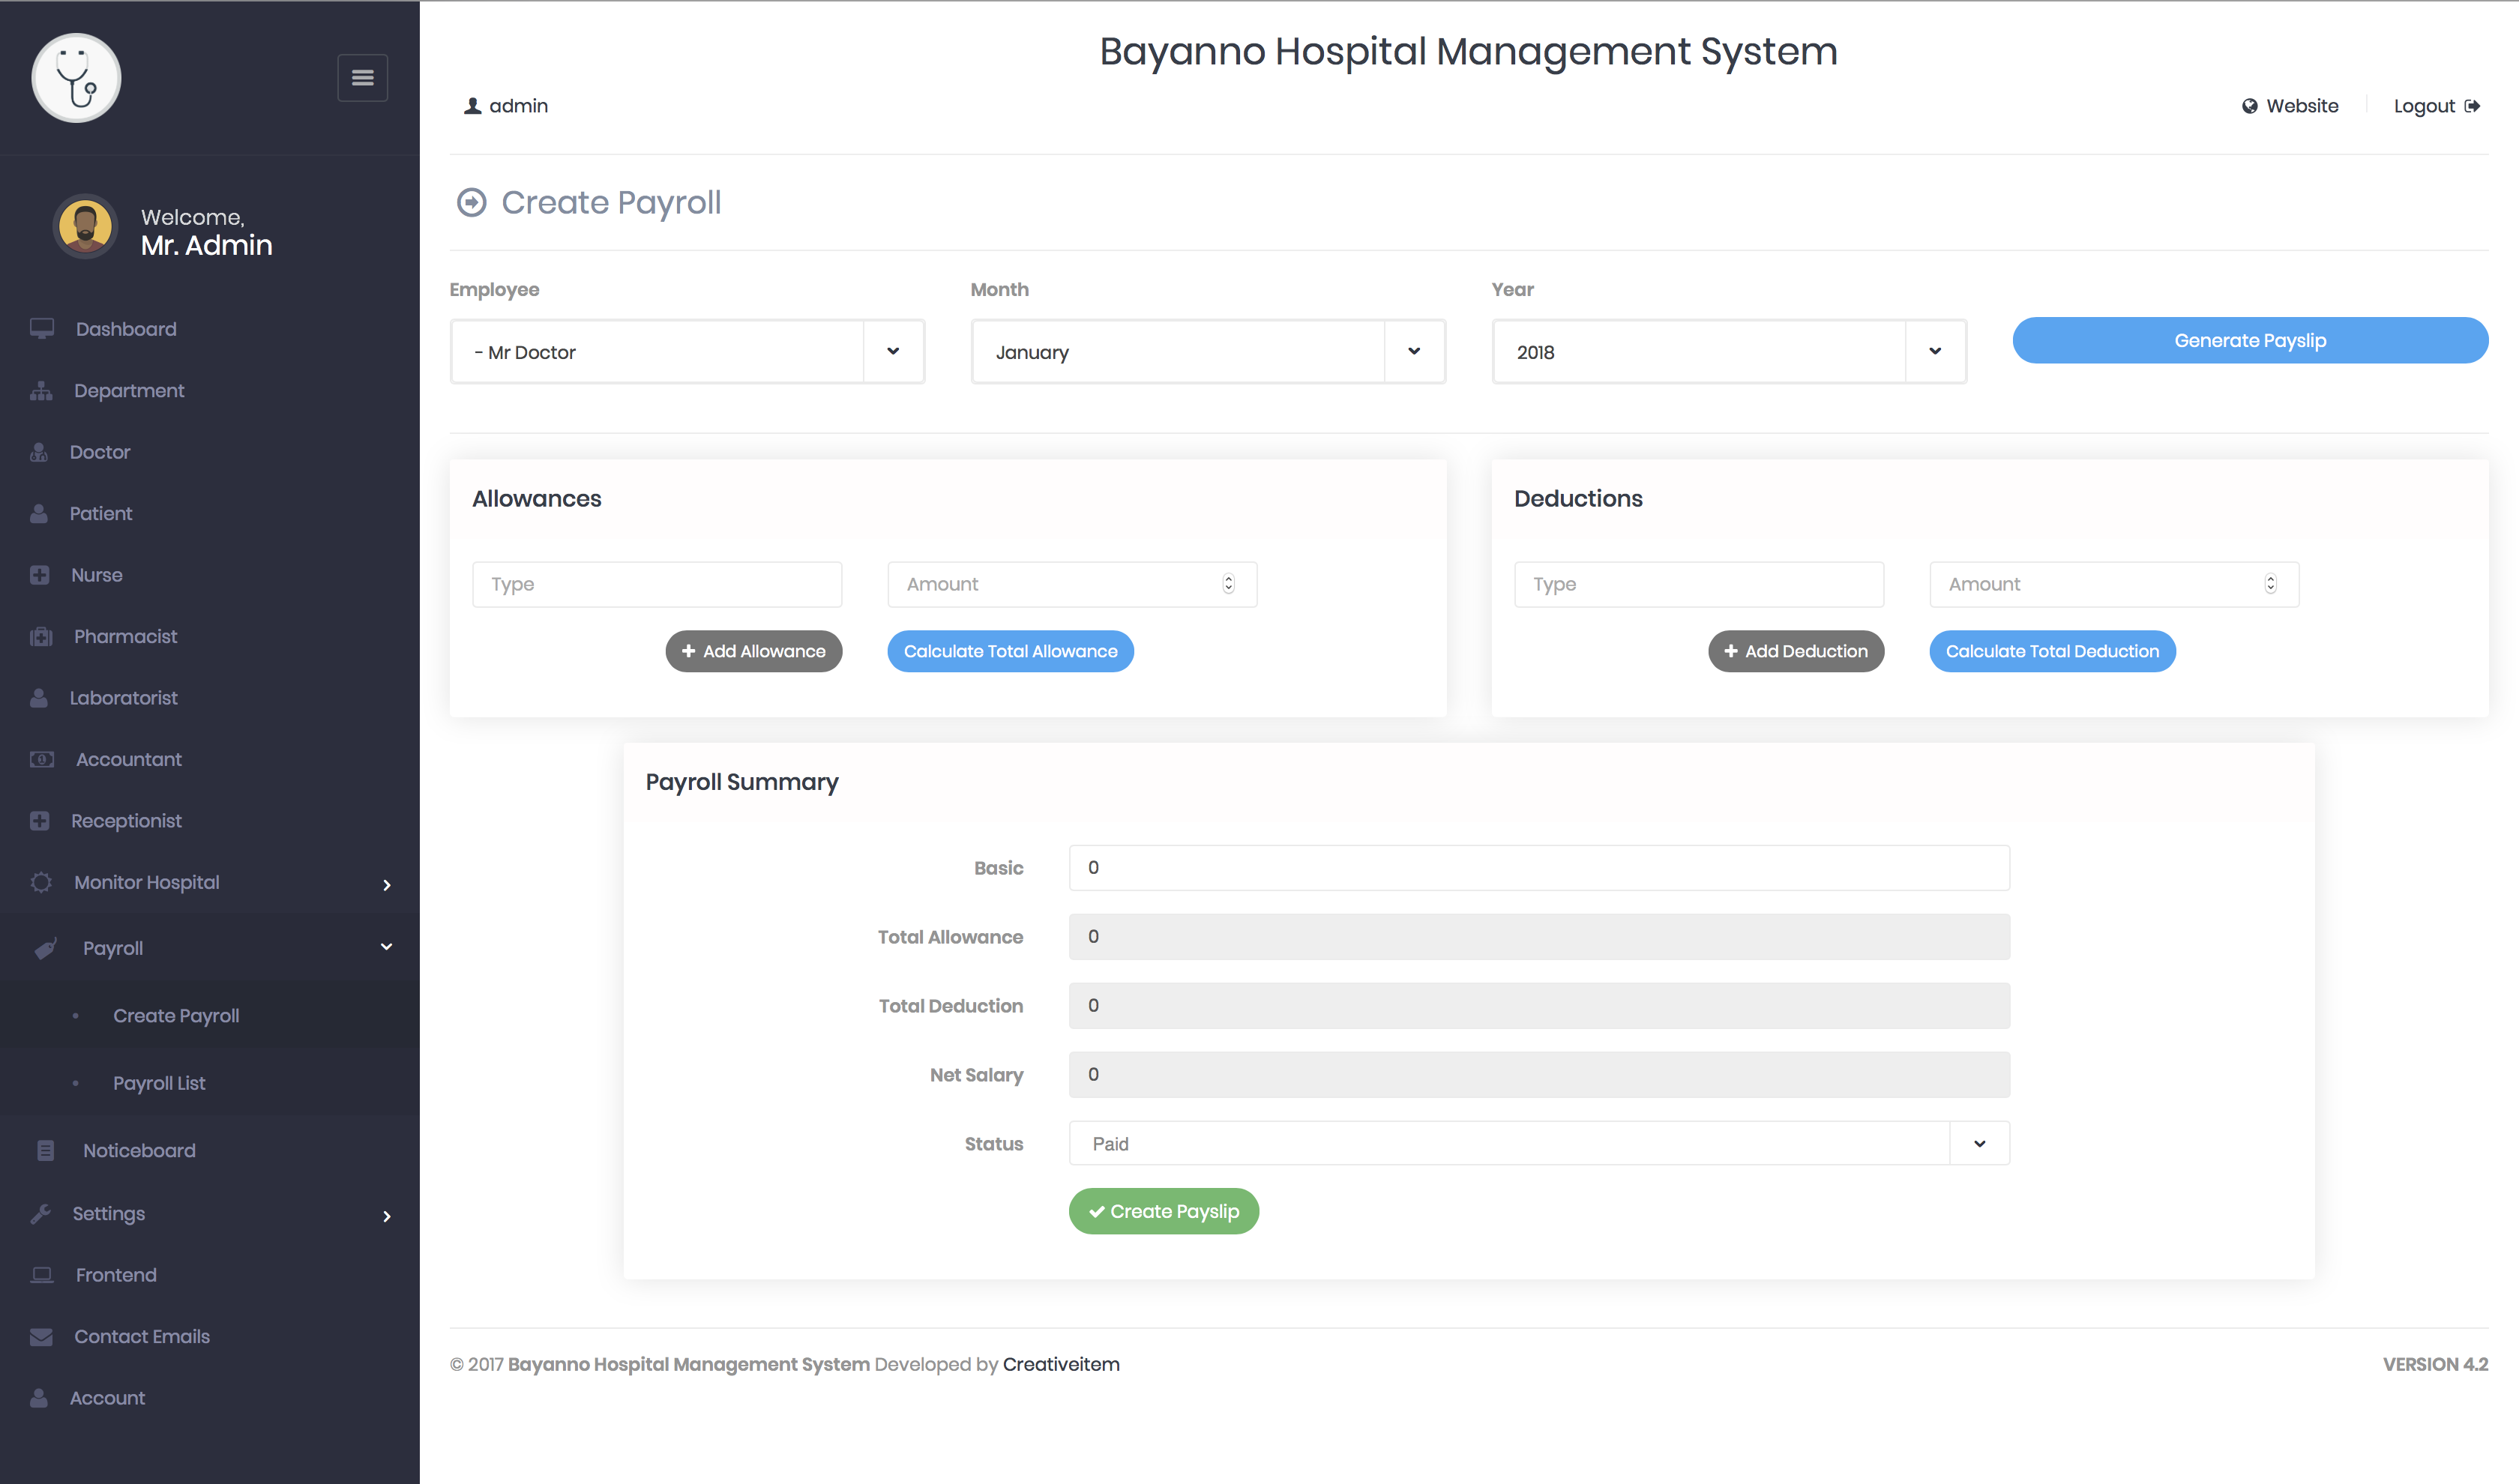 Bayanno Hospital Management System
admin
Website
Logout
Welcome,
Mr. Admin
Dashboard
Department
Doctor
Patient
Nurse
Pharmacist
Laboratorist
Accountant
Receptionist
Monitor Hospital
Payroll
Create Payroll
Payroll List
Noticeboard
Settings
Frontend
Contact Emails
Account
Create Payroll
Employee
Month
Year
- Mr Doctor
January
2018
Generate Payslip
Allowances
Type
Amount
Add Allowance
Calculate Total Allowance
Deductions
Type
Amount
Add Deduction
Calculate Total Deduction
Payroll Summary
Basic 0
Total Allowance 0
Total Deduction 0
Net Salary 0
Status Paid
Create Payslip
© 2017 Bayanno Hospital Management System Developed by Creativeitem
VERSION 4.2